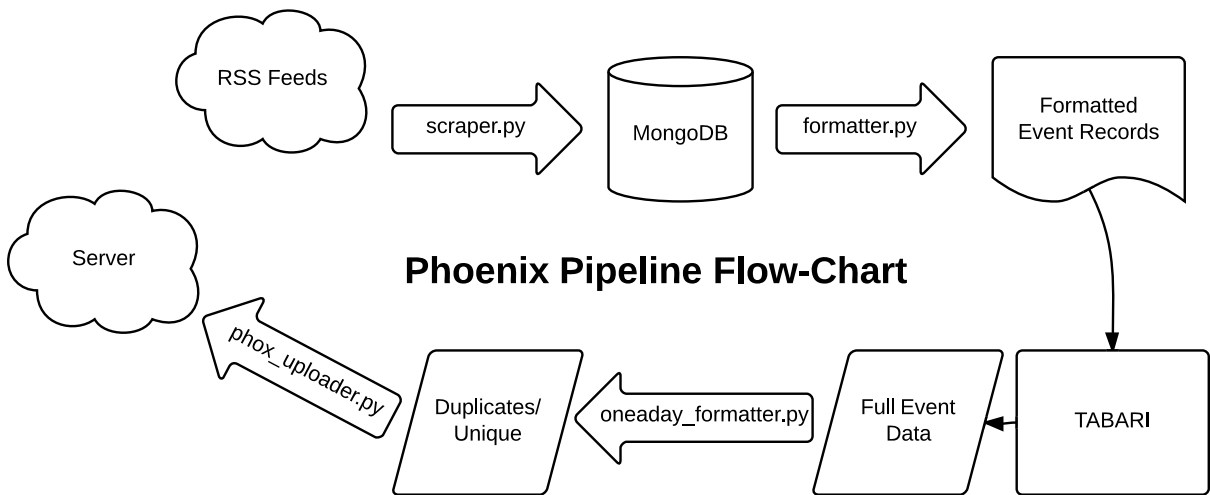 RSS Feeds
scraper.py
MongoDB
formatter.py
Formatted
Event Records
Server
Phoenix Pipeline Flow-Chart
phox_uploader.py
Duplicates/
Unique
oneaday_formatter.py
Full Event
Data
TABARI